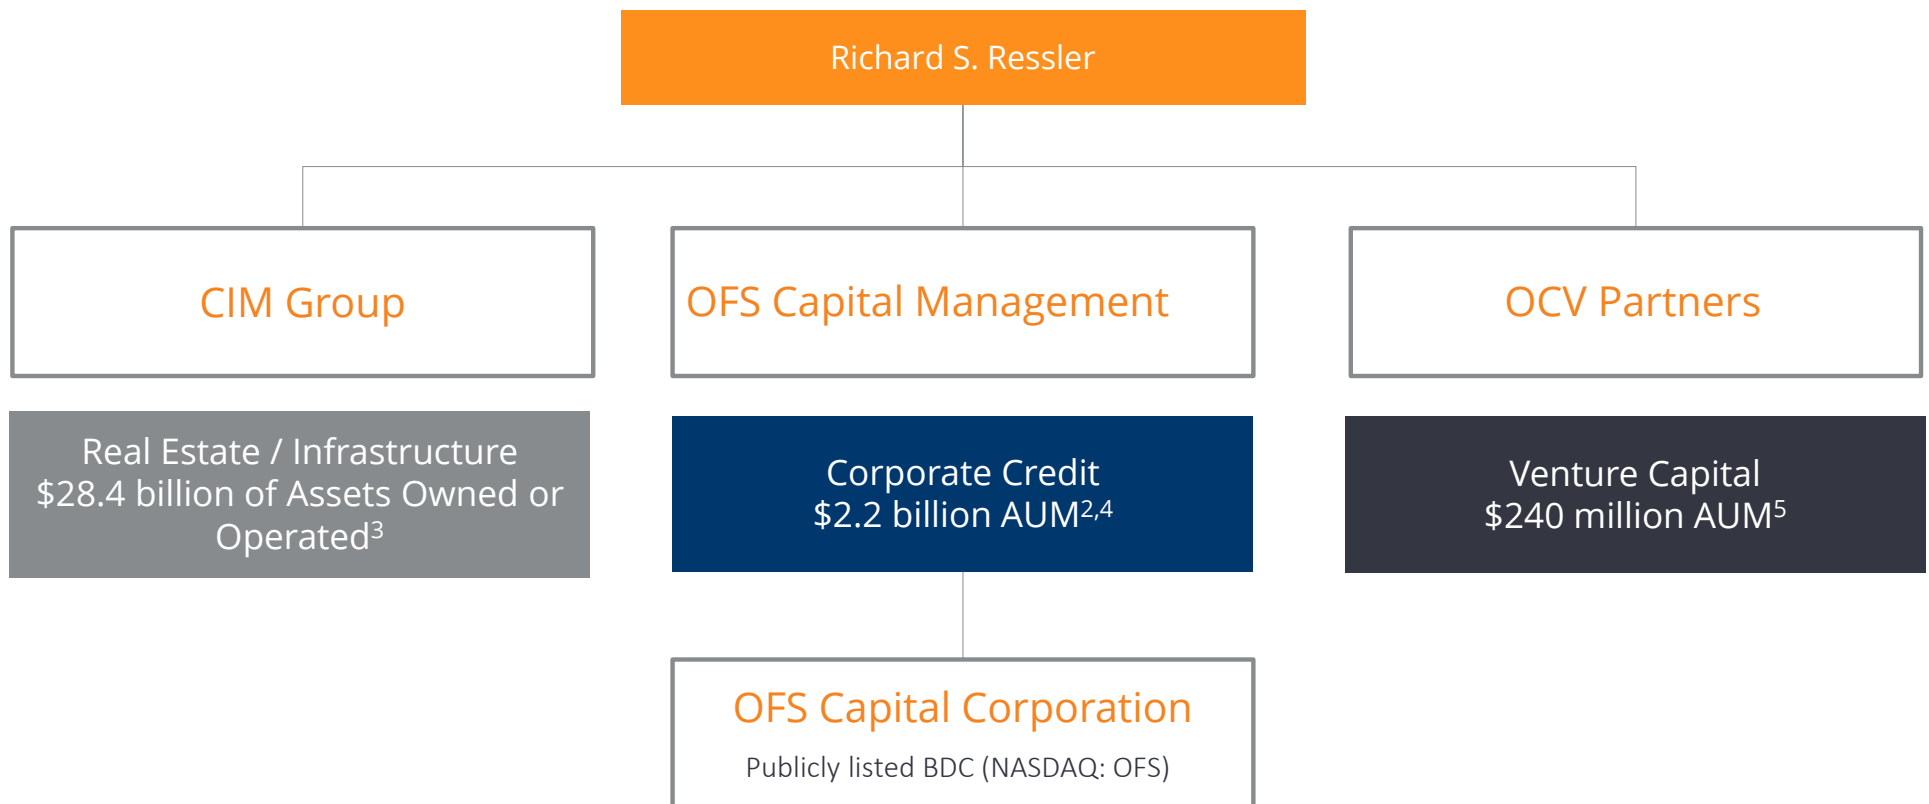 Richard S. Ressler
CIM Group
OFS Capital Management
OCV Partners
Real Estate / Infrastructure
$28.4 billion of Assets Owned or
Operated³
Corporate Credit
$2.2 billion AUM²,⁴
Venture Capital
$240 million AUM⁵
OFS Capital Corporation
Publicly listed BDC (NASDAQ: OFS)